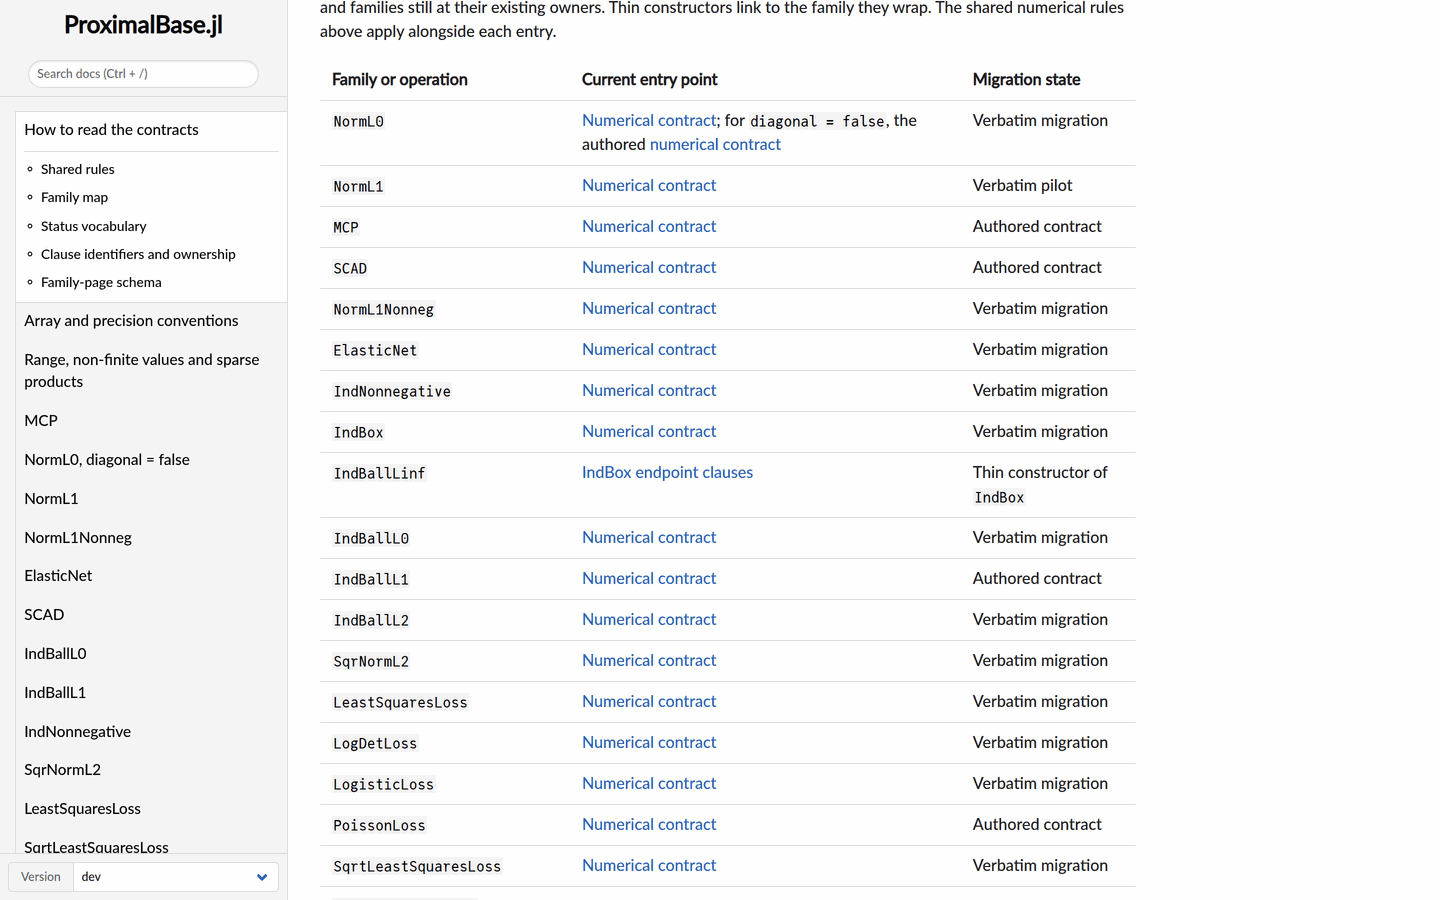 ProximalBase.jl
Search docs (Ctrl + /)
How to read the contracts
Shared rules
Family map
Status vocabulary
Clause identifiers and ownership
Family-page schema
Array and precision conventions
Range, non-finite values and sparse
products
MCP
NormL0, diagonal = false
NormL1
NormL1Nonneg
ElasticNet
SCAD
IndBallL0
IndBallL1
IndNonnegative
SqrNormL2
LeastSquaresLoss
SqrtLeastSquaresLoss
Version dev
and families still at their existing owners. Thin constructors link to the family they wrap. The shared numerical rules
above apply alongside each entry.
Family or operation Current entry point Migration state
NormL0 Numerical contract; for diagonal = false, the Verbatim migration
authored numerical contract
NormL1 Numerical contract Verbatim pilot
MCP Numerical contract Authored contract
SCAD Numerical contract Authored contract
NormL1Nonneg Numerical contract Verbatim migration
ElasticNet Numerical contract Verbatim migration
IndNonnegative Numerical contract Verbatim migration
IndBox Numerical contract Verbatim migration
IndBallLinf IndBox endpoint clauses Thin constructor of
IndBox
IndBallL0 Numerical contract Verbatim migration
IndBallL1 Numerical contract Authored contract
IndBallL2 Numerical contract Verbatim migration
SqrNormL2 Numerical contract Verbatim migration
LeastSquaresLoss Numerical contract Verbatim migration
LogDetLoss Numerical contract Verbatim migration
LogisticLoss Numerical contract Verbatim migration
PoissonLoss Numerical contract Authored contract
SqrtLeastSquaresLoss Numerical contract Verbatim migration